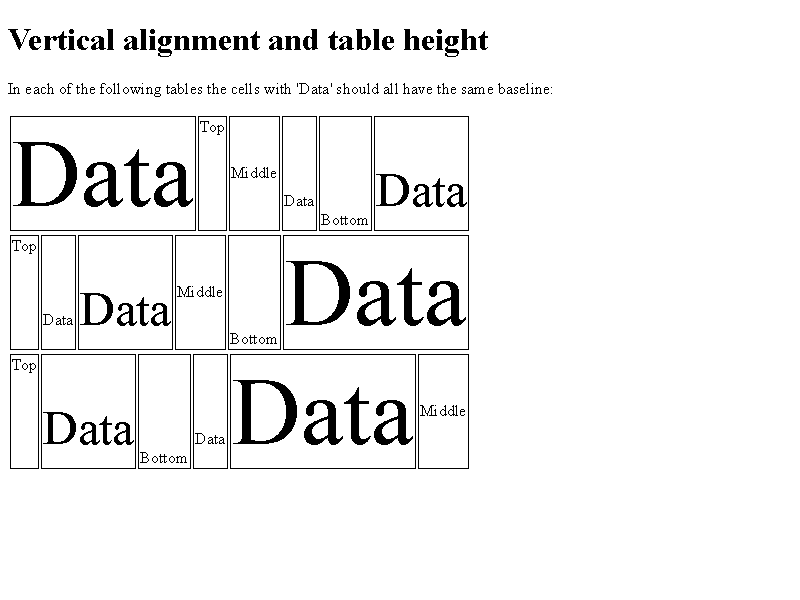 Vertical alignment and table height
In each of the following tables the cells with 'Data' should all have the same baseline:
Data Top Middle Data Bottom Data
Top Data Data Middle Bottom Data
Top Data Bottom Data Data Middle